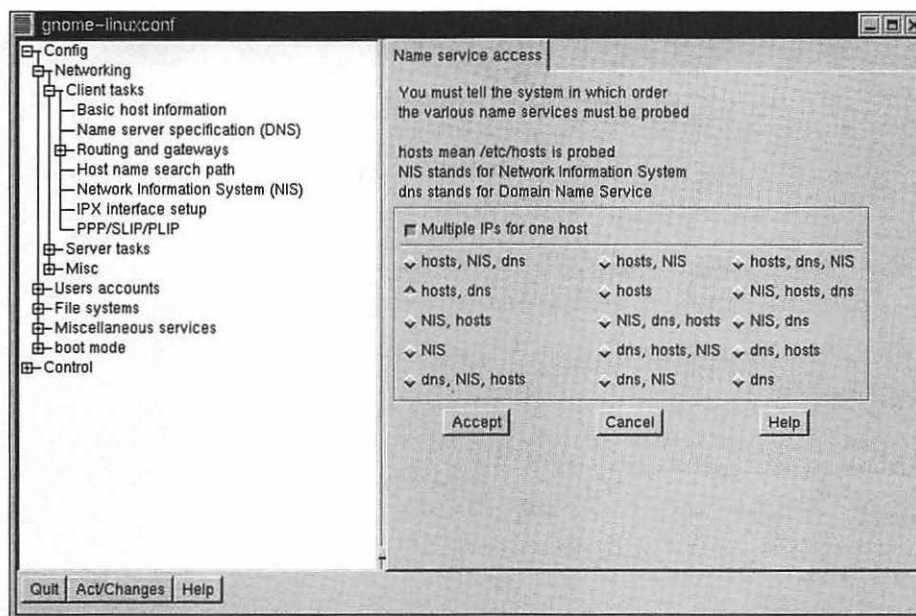 gnome-linuxconf
Config
Networking
Client tasks
Basic host information
Name server specification (DNS)
Routing and gateways
Host name search path
Network Information System (NIS)
IPX interface setup
PPP/SLIP/PLIP
Server tasks
Misc
Users accounts
File systems
Miscellaneous services
boot mode
Control
Name service access
You must tell the system in which order
the various name services must be probed
hosts mean /etc/hosts is probed
NIS stands for Network Information System
dns stands for Domain Name Service
Multiple IPs for one host
hosts, NIS, dns hosts, NIS hosts, dns, NIS
hosts, dns hosts NIS, hosts, dns
NIS, hosts NIS, dns, hosts NIS, dns
NIS dns, hosts, NIS dns, hosts
dns, NIS, hosts dns, NIS dns
Accept Cancel Help
Quit Act/Changes Help